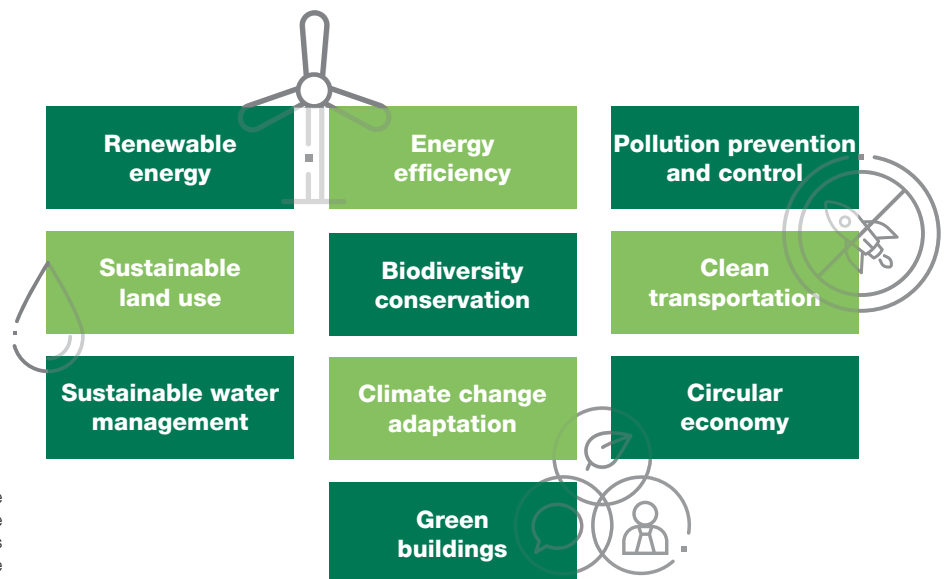 Renewable
energy
Energy
efficiency
Pollution prevention
and control
Sustainable
land use
Biodiversity
conservation
Clean
transportation
Sustainable water
management
Climate change
adaptation
Circular
economy
Green
buildings